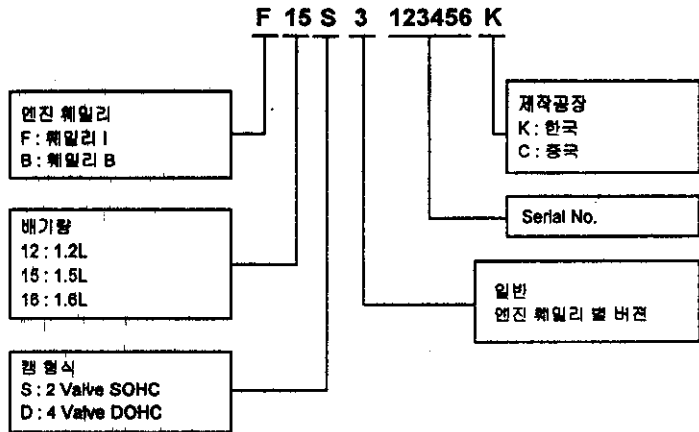 F 15 S 3 123456 K
엔진 훼밀리
F : 훼밀리 I
B : 훼밀리 B
배기량
12 : 1.2L
15 : 1.5L
16 : 1.6L
캠 형식
S : 2 Valve SOHC
D : 4 Valve DOHC
제작공장
K : 한국
C : 중국
Serial No.
일반
엔진 훼밀리 별 버젼